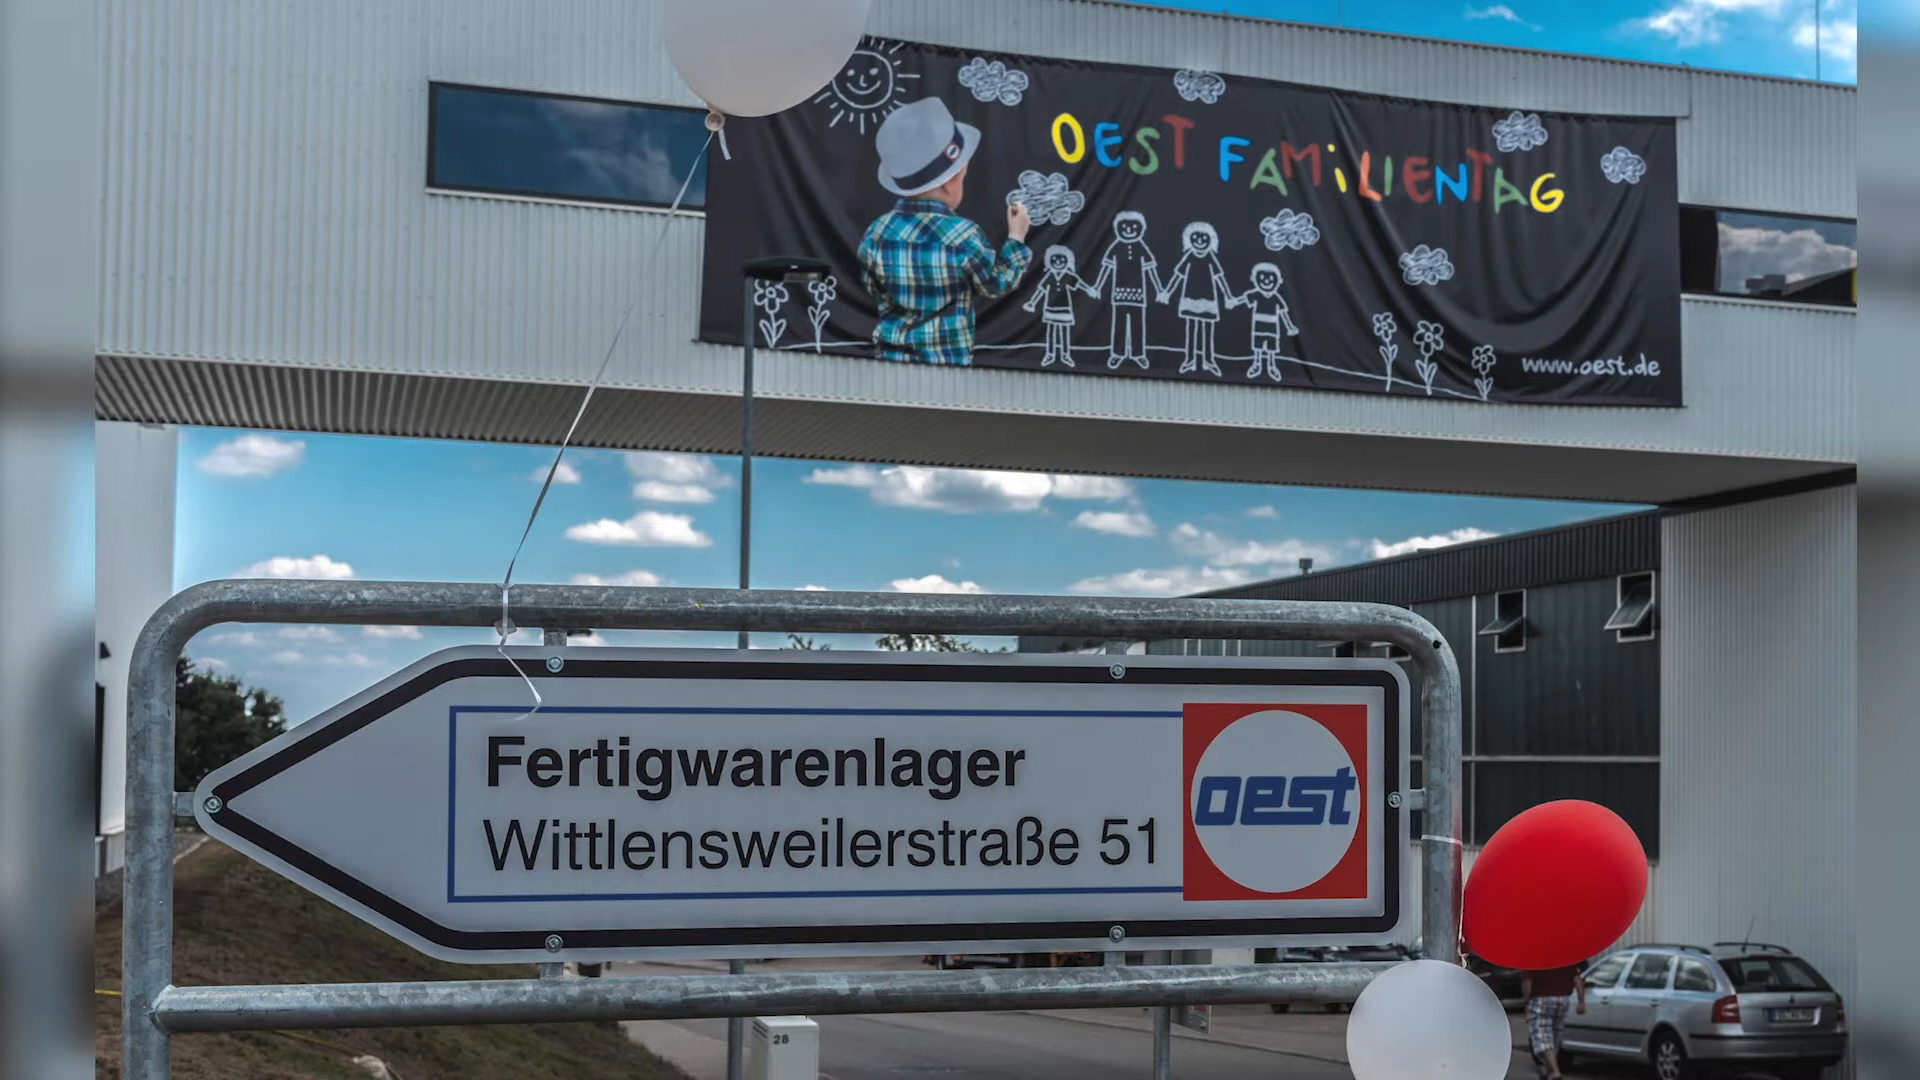 OEST FAMiLIENTAG
www.oest.de
Fertigwarenlager
Wittlensweilerstraße 51
oest
28